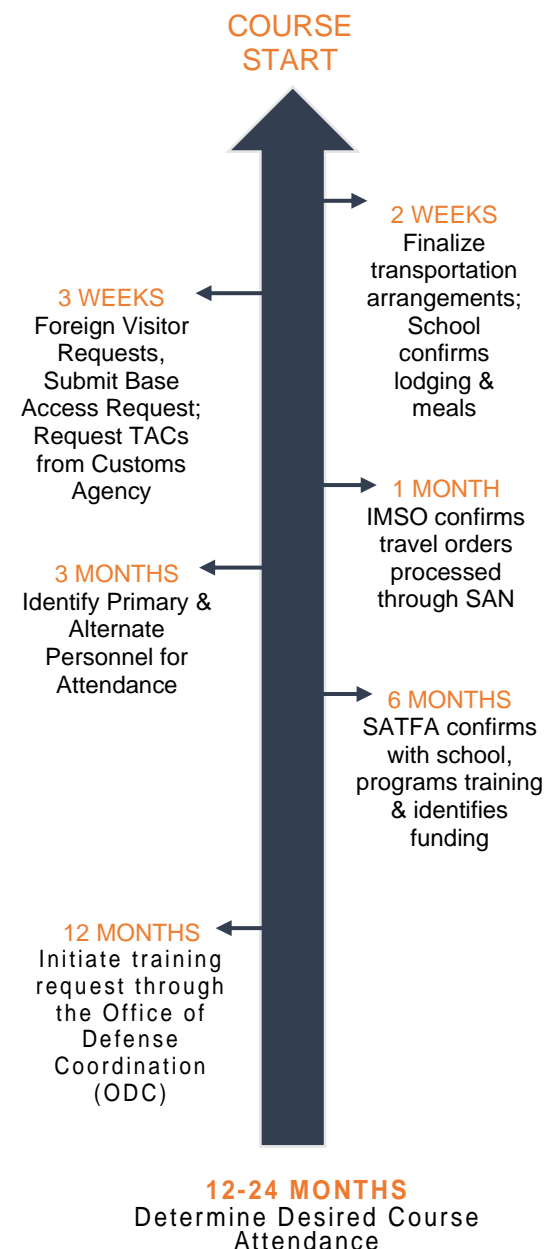 COURSE
START
2 WEEKS
Finalize
transportation
arrangements;
School
confirms
lodging &
meals
3 WEEKS
Foreign Visitor
Requests,
Submit Base
Access Request;
Request TACs
from Customs
Agency
1 MONTH
IMSO confirms
travel orders
processed
through SAN
3 MONTHS
Identify Primary &
Alternate
Personnel for
Attendance
6 MONTHS
SATFA confirms
with school,
programs training
& identifies
funding
12 MONTHS
Initiate training
request through
the Office of
Defense
Coordination
(ODC)
12-24 MONTHS
Determine Desired Course
Attendance